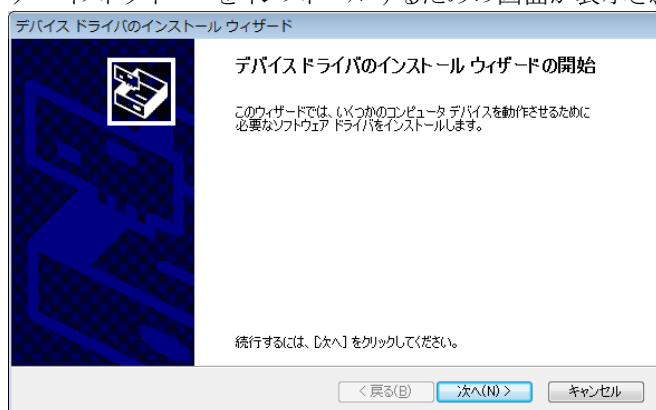 デバイス ドライバのインストール ウィザード
デバイス ドライバのインストール ウィザードの開始
このウィザードでは、いくつかのコンピュータ デバイスを動作させるために
必要なソフトウェア ドライバをインストールします。
続行するには、[次へ] をクリックしてください。
< 戻る(B)
次へ(N) >
キャンセル